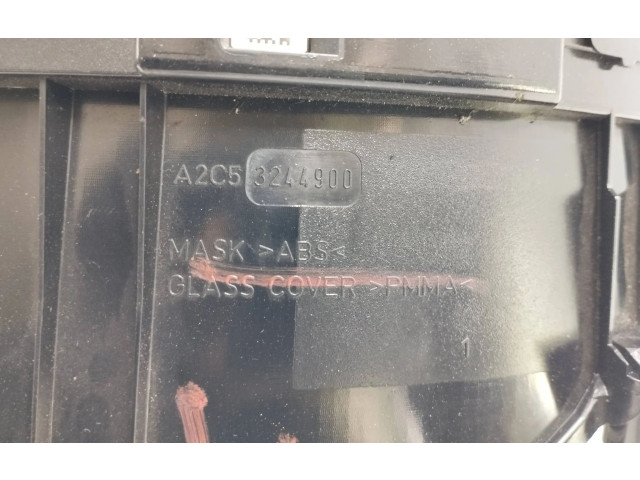 A2C5 3244900
MASK >ABS<
GLASS COVER >PMMA<
1